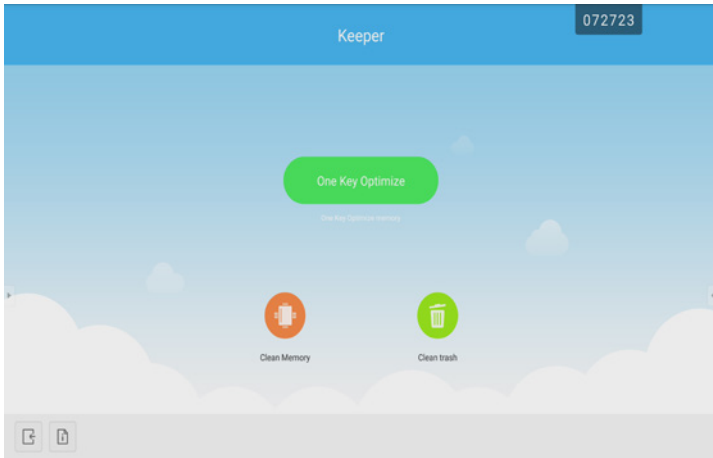 072723
Keeper
One Key Optimize
One Key Optimize memory
Clean Memory
Clean trash